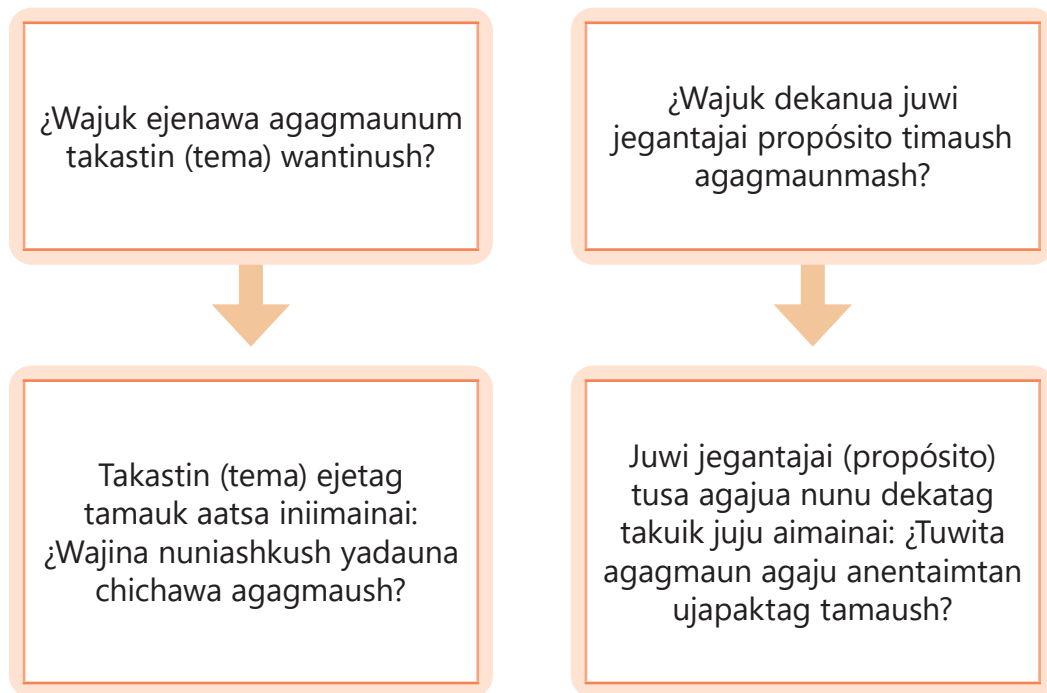 ¿Wajuk ejenawa agagmaunum
takastin (tema) wantinush?
¿Wajuk dekanua juwi
jegantajai propósito timaush
agagmaunmash?
Takastin (tema) ejetag
tamauk aatsa iniimainai:
¿Wajina nuniashkush yadauna
chichawa agagmaush?
Juwi jegantajai (propósito)
tusa agajua nunu dekatag
takuik juju aimainai: ¿Tuwita
agagmaun agaju anentaimtan
ujapaktag tamaush?